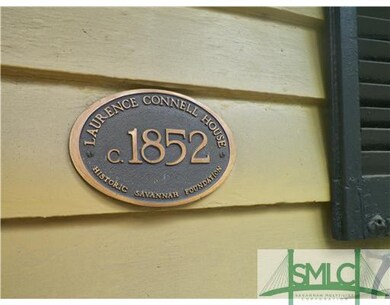 LAURENCE CONNELL HOUSE
c. 1852
HISTORIC SAVANNAH FOUNDATION
SMLC